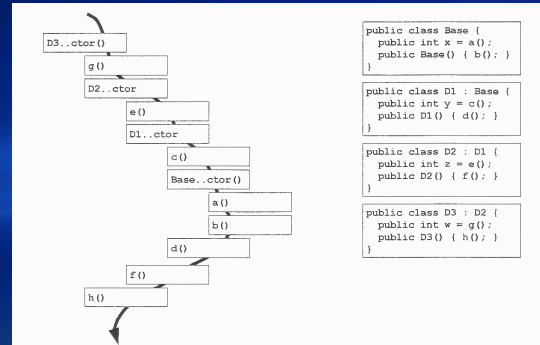 D3..ctor()
g()
D2..ctor
e()
D1..ctor
c()
Base..ctor()
a()
b()
d()
f()
h()
public class Base {
public int x = a();
public Base() { b(); }
}
public class D1 : Base {
public int y = c();
public D1() { d(); }
}
public class D2 : D1 {
public int z = e();
public D2() { f(); }
}
public class D3 : D2 {
public int w = g();
public D3() { h(); }
}